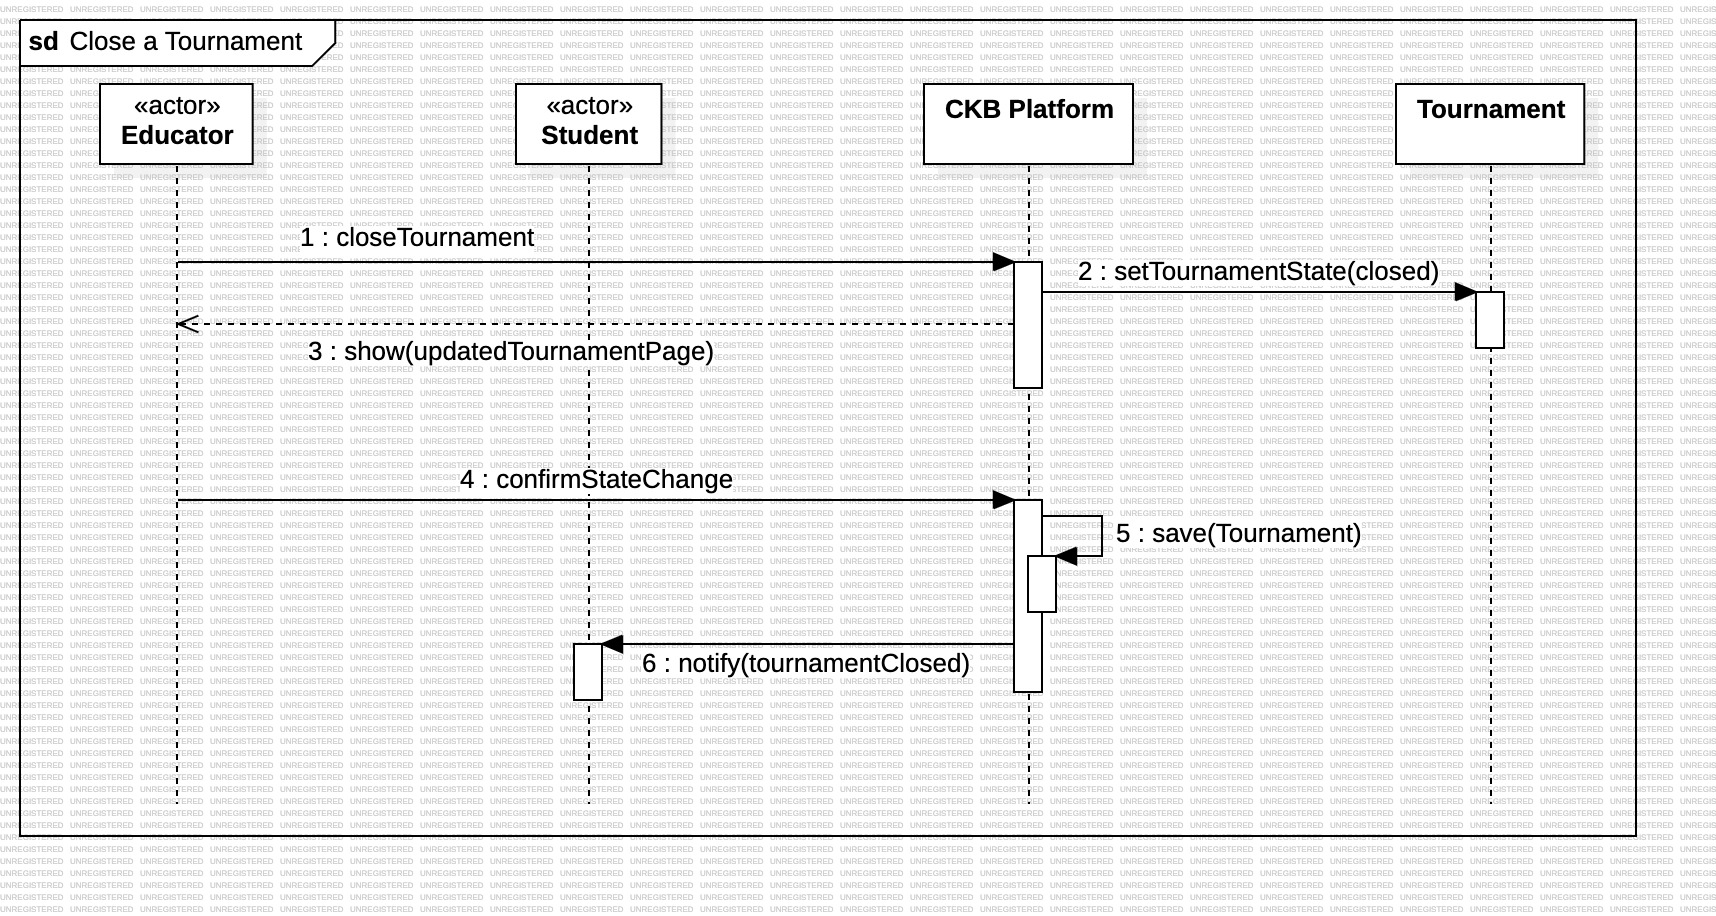 sd Close a Tournament
«actor»
Educator
«actor»
Student
CKB Platform
Tournament
1 : closeTournament
2 : setTournamentState(closed)
3 : show(updatedTournamentPage)
4 : confirmStateChange
5 : save(Tournament)
6 : notify(tournamentClosed)
UNREGISTERED